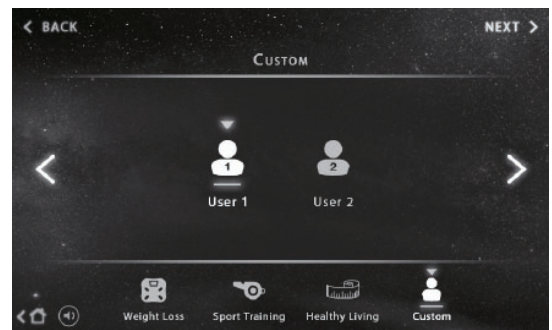 < BACK
NEXT >
CUSTOM
1
2
User 1
User 2
Weight Loss
Sport Training
Healthy Living
Custom